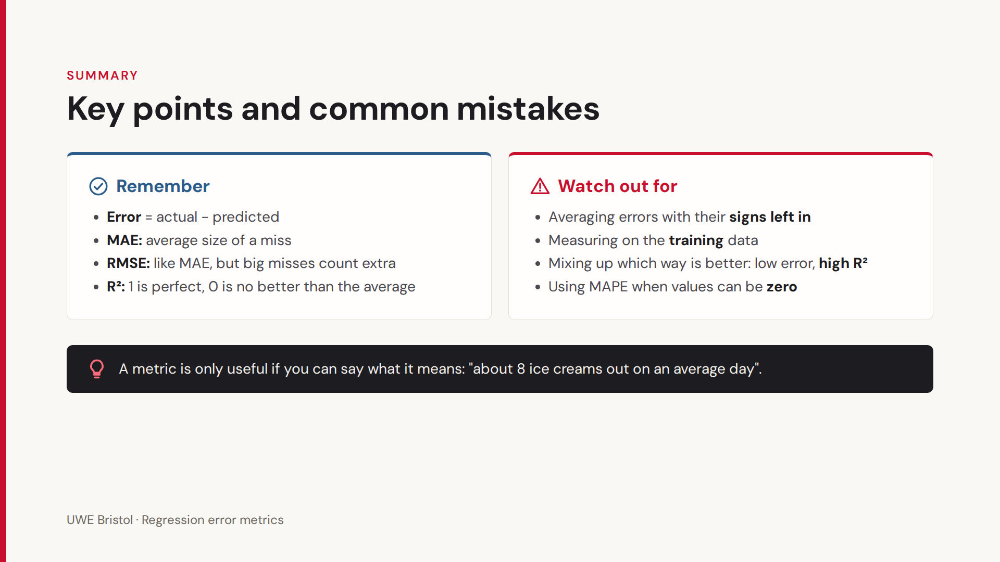 SUMMARY
Key points and common mistakes
Remember
Error = actual − predicted
MAE: average size of a miss
RMSE: like MAE, but big misses count extra
R²: 1 is perfect, 0 is no better than the average
Watch out for
Averaging errors with their signs left in
Measuring on the training data
Mixing up which way is better: low error, high R²
Using MAPE when values can be zero
A metric is only useful if you can say what it means: "about 8 ice creams out on an average day".
UWE Bristol · Regression error metrics